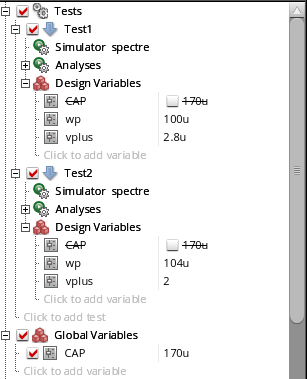 Tests
Test1
Simulator spectre
Analyses
Design Variables
CAP 170u
wp 100u
vplus 2.8u
Click to add variable
Test2
Simulator spectre
Analyses
Design Variables
CAP 170u
wp 104u
vplus 2
Click to add variable
Click to add test
Global Variables
CAP 170u
Click to add variable